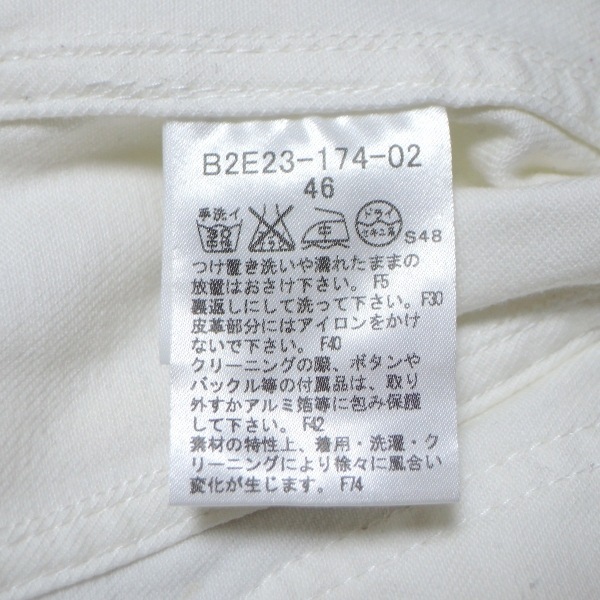 B2E23-174-02
46
手洗イ ドライ
中性 セキユ系 S48
つけ置き洗いや濡れたままの
放置はおさけ下さい。F5
裏返しにして洗って下さい。F30
皮革部分にはアイロンをかけ
ないで下さい。F40
クリーニングの際、ボタンや
バックル等の付属品は、取り
外すかアルミ箔等に包み保護
して下さい。F42
素材の特性上、着用・洗濯・ク
リーニングにより徐々に風合い
変化が生じます。F74